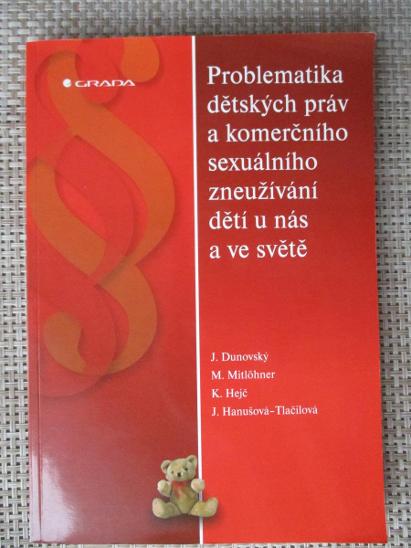 GRADA
Problematika
dětských práv
a komerčního
sexuálního
zneužívání
dětí u nás
a ve světě
J. Dunovský
M. Mitlöhner
K. Hejč
J. Hanušová-Tlačilová